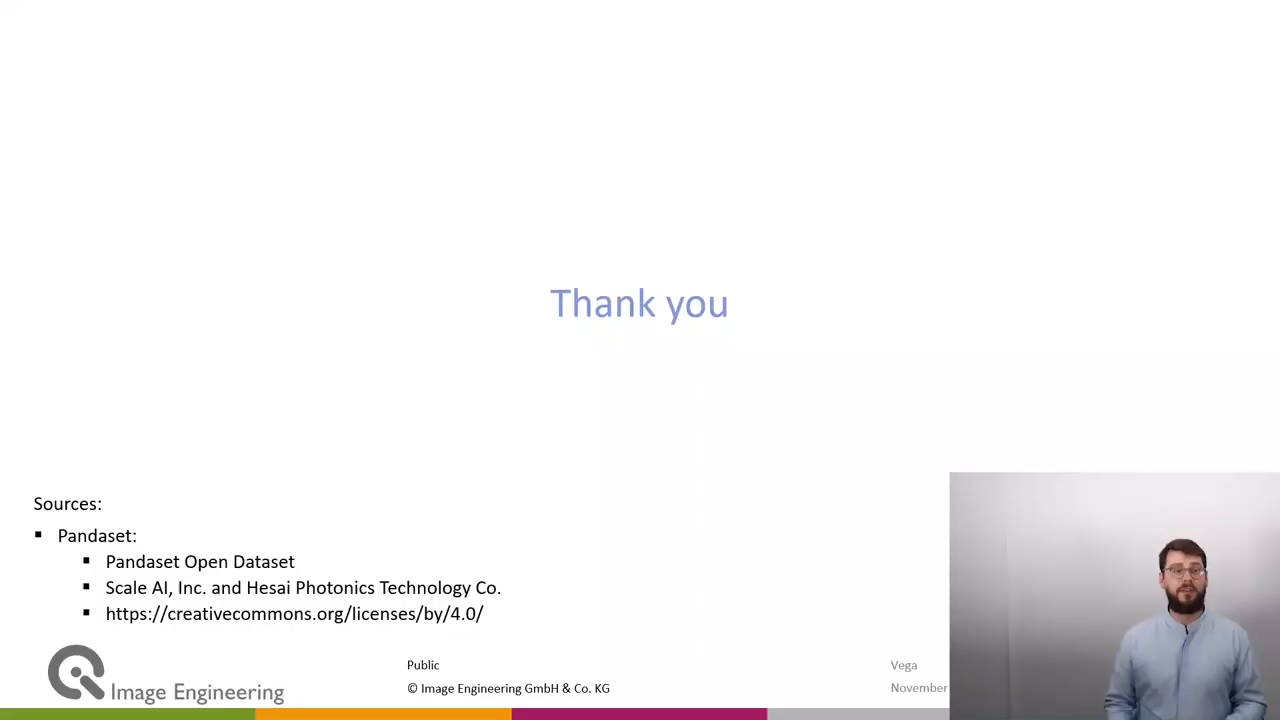 Thank you
Sources:
Pandaset:
Pandaset Open Dataset
Scale AI, Inc. and Hesai Photonics Technology Co.
https://creativecommons.org/licenses/by/4.0/
Image Engineering
Public
© Image Engineering GmbH & Co. KG
Vega
November